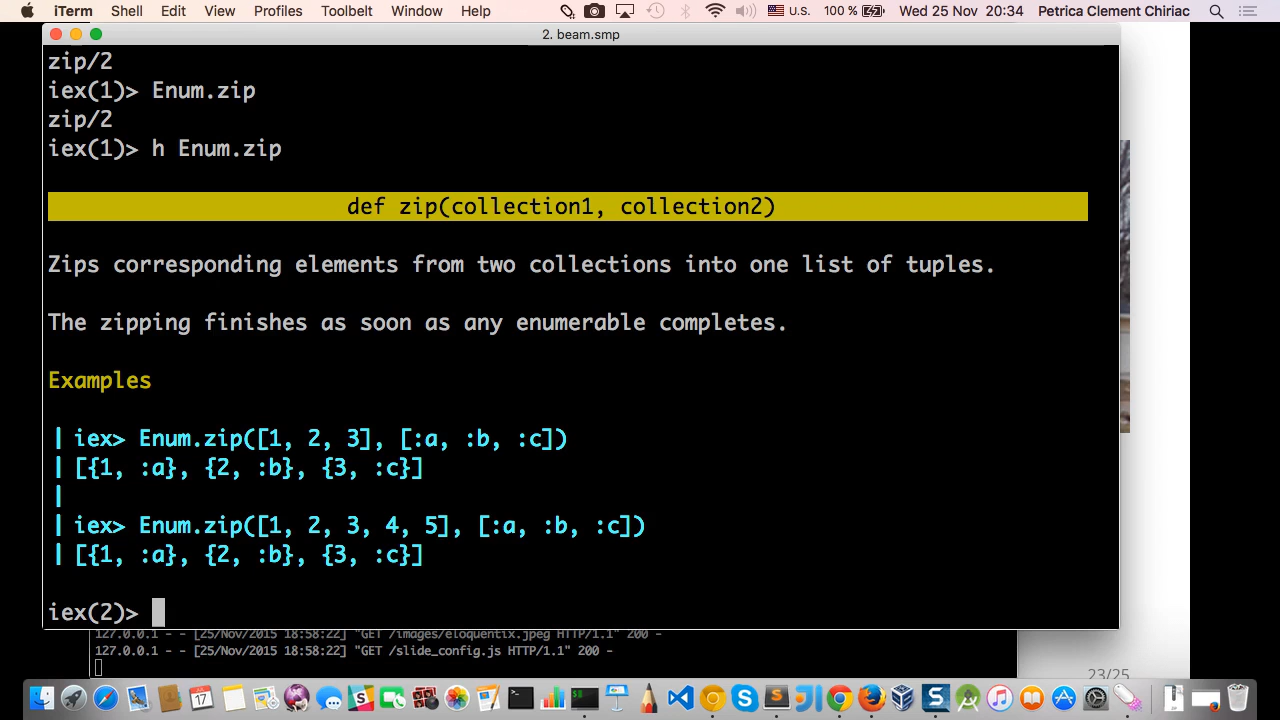 iTerm Shell Edit View Profiles Toolbelt Window Help U.S. 100 % Wed 25 Nov 20:34 Petrica Clement Chiriac
2. beam.smp
zip/2
iex(1)> Enum.zip
zip/2
iex(1)> h Enum.zip
def zip(collection1, collection2)
Zips corresponding elements from two collections into one list of tuples.
The zipping finishes as soon as any enumerable completes.
Examples
| iex> Enum.zip([1, 2, 3], [:a, :b, :c])
| [{1, :a}, {2, :b}, {3, :c}]
|
| iex> Enum.zip([1, 2, 3, 4, 5], [:a, :b, :c])
| [{1, :a}, {2, :b}, {3, :c}]
iex(2)>
127.0.0.1 - - [25/Nov/2015 18:58:22] "GET /images/eloquentix.jpeg HTTP/1.1" 200 -
127.0.0.1 - - [25/Nov/2015 18:58:22] "GET /slide_config.js HTTP/1.1" 200 -
23/25
17